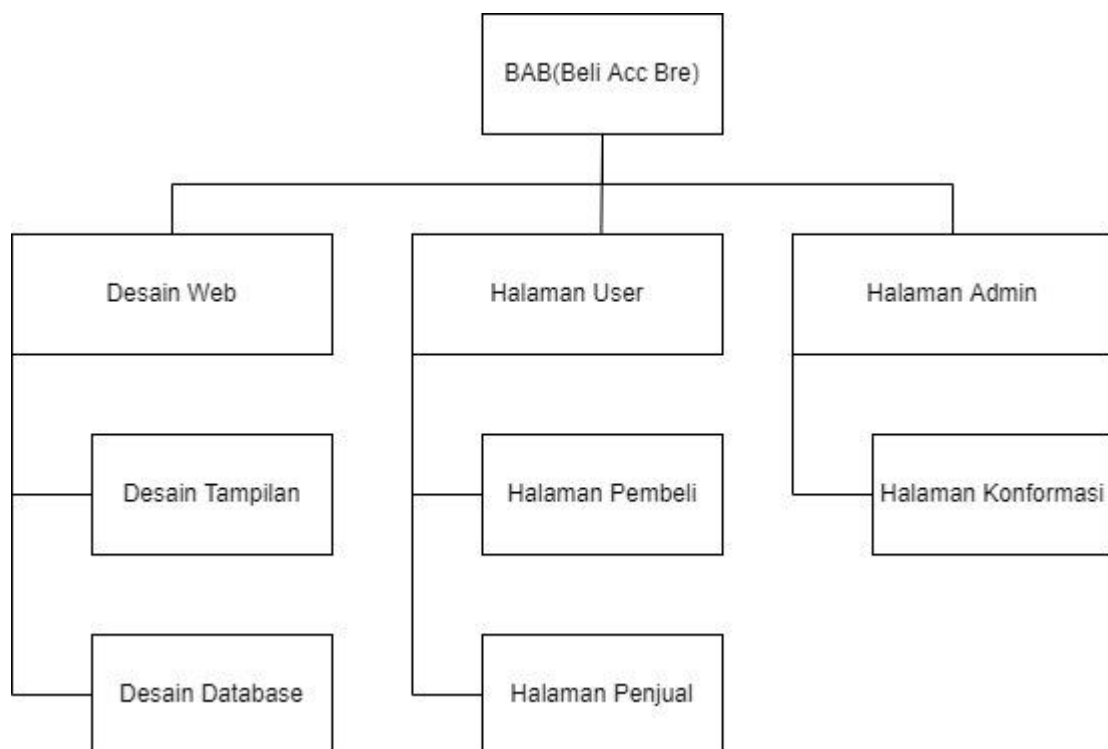 BAB(Beli Acc Bre)
Desain Web
Halaman User
Halaman Admin
Desain Tampilan
Halaman Pembeli
Halaman Konformasi
Desain Database
Halaman Penjual